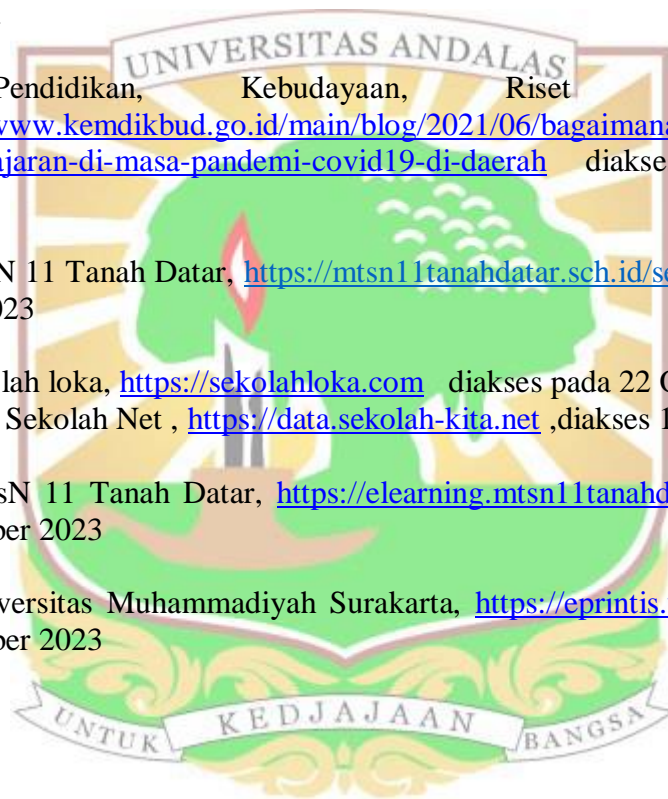 UNIVERSITAS ANDALAS
Pendidikan, Kebudayaan, Riset
www.kemdikbud.go.id/main/blog/2021/06/bagaimana
ajaran-di-masa-pandemi-covid19-di-daerah diakse
N 11 Tanah Datar, https://mtsn11tanahdatar.sch.id/se
023
lah loka, https://sekolahloka.com diakses pada 22 O
Sekolah Net , https://data.sekolah-kita.net ,diakses 1
sN 11 Tanah Datar, https://elearning.mtsn11tanahd
ber 2023
versitas Muhammadiyah Surakarta, https://eprintis.
ber 2023
UNTUK KEDJAJAAN BANGSA